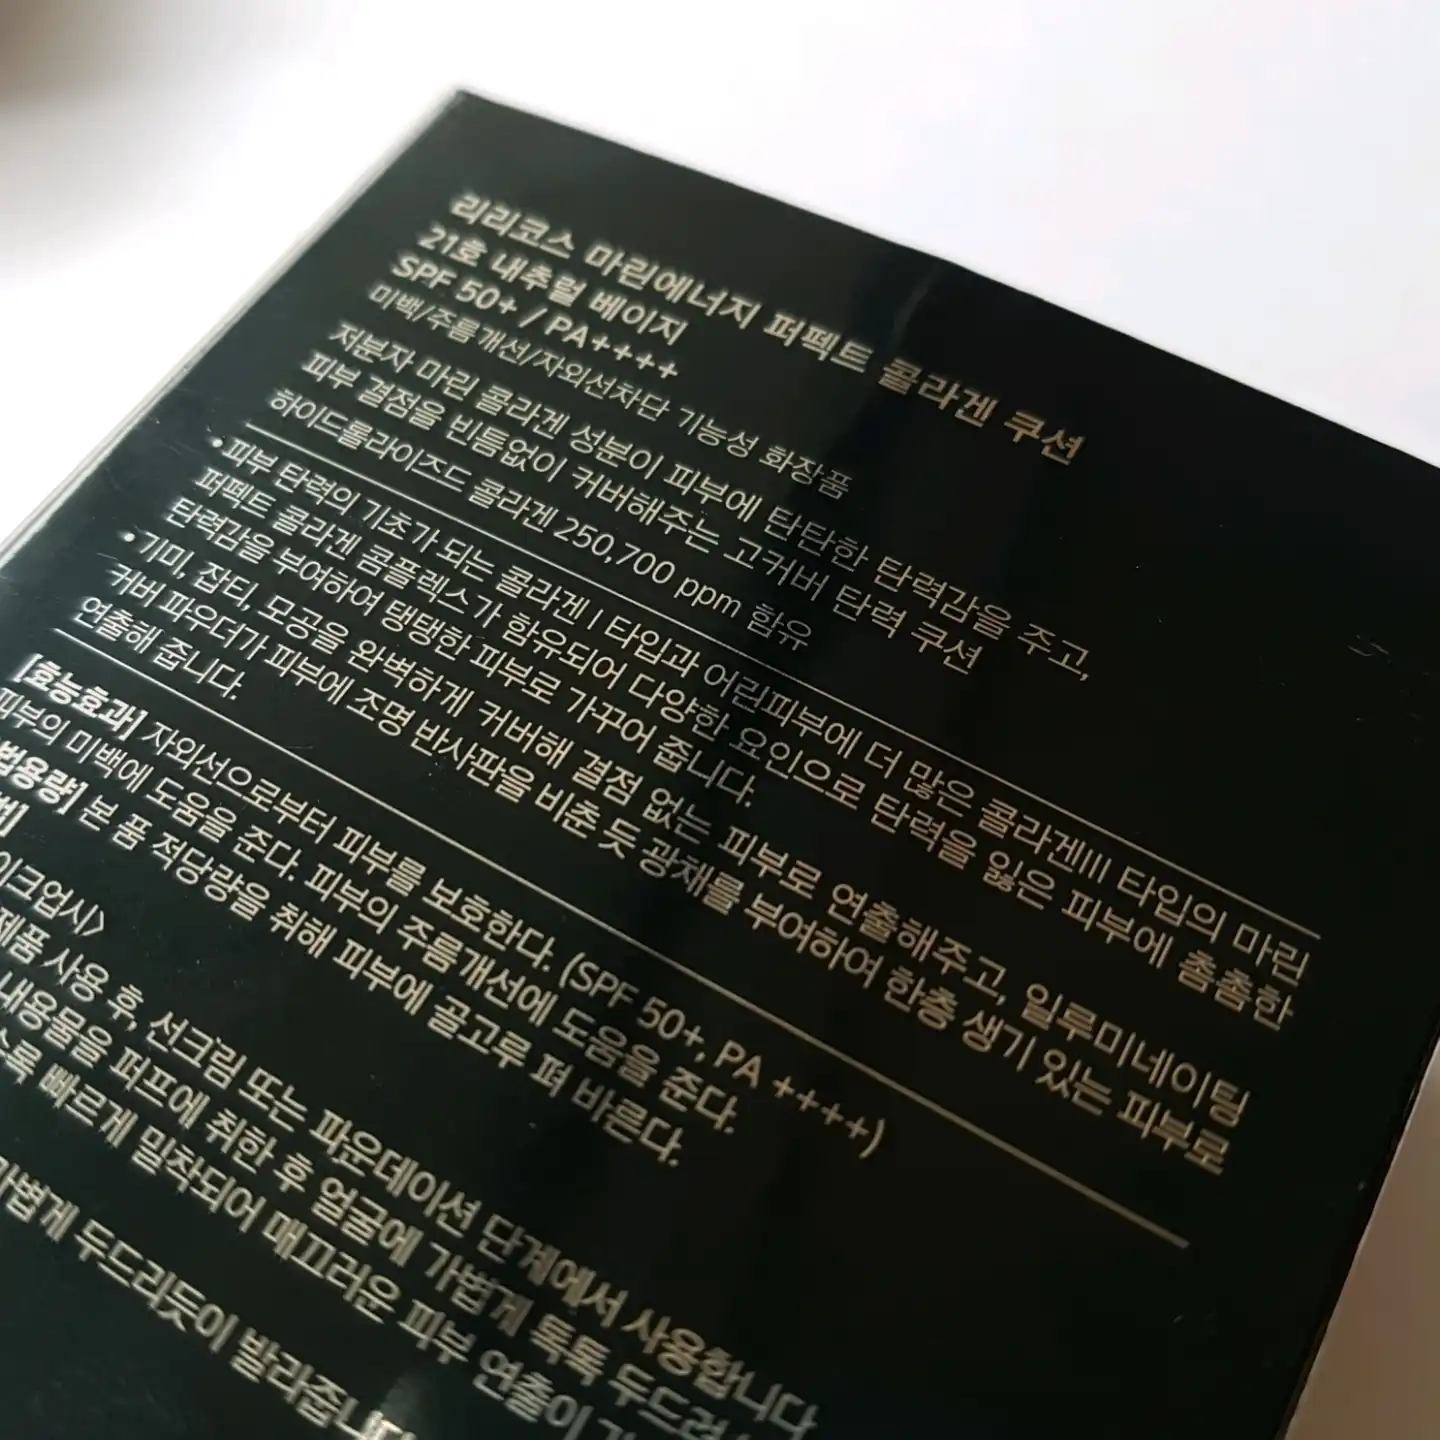 리리코스 마린에너지 퍼펙트 콜라겐 쿠션
21호 내추럴 베이지
SPF 50+ / PA++++
미백/주름개선/자외선차단 기능성 화장품
저분자 마린 콜라겐 성분이 피부에 탄탄한 탄력감을 주고,
피부 결점을 빈틈없이 커버해주는 고커버 탄력 쿠션
하이드롤라이즈드 콜라겐 250,700 ppm 함유
•피부 탄력의 기초가 되는 콜라겐 I 타입과 어린피부에 더 많은 콜라겐III 타입의 마린
퍼펙트 콜라겐 콤플렉스가 함유되어 다양한 요인으로 탄력을 잃은 피부에 촘촘한
탄력감을 부여하여 탱탱한 피부로 가꾸어 줍니다.
•기미, 잡티, 모공을 완벽하게 커버해 결점 없는 피부로 연출해주고, 일루미네이팅
커버 파우더가 피부에 조명 반사판을 비춘 듯 광채를 부여하여 한층 생기 있는 피부로
연출해 줍니다.
[효능효과] 자외선으로부터 피부를 보호한다. (SPF 50+, PA ++++)
피부의 미백에 도움을 준다. 피부의 주름개선에 도움을 준다.
법용량] 본 품 적당량을 취해 피부에 골고루 펴 바른다.
이크업시>
제품 사용 후, 선크림 또는 파운데이션 단계에서 사용합니다
내용물을 퍼프에 취한 후 얼굴에 가볍게 톡톡 두드려
빠르게 밀착되어 매끄러운 피부 연출이
가볍게 두드리듯이 발라줍니